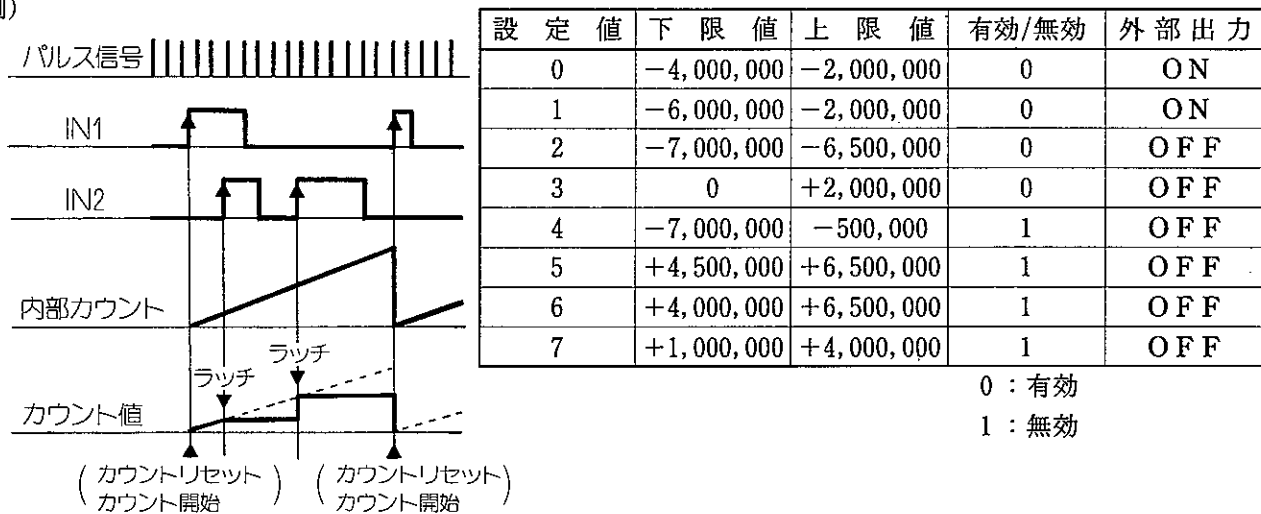 例)
パルス信号
IN1
IN2
内部カウント
ラッチ
ラッチ
カウント値
(カウントリセット
カウント開始)
(カウントリセット
カウント開始)
設定値 下限値 上限値 有効/無効 外部出力
0 −4,000,000 −2,000,000 0 ON
1 −6,000,000 −2,000,000 0 ON
2 −7,000,000 −6,500,000 0 OFF
3 0 +2,000,000 0 OFF
4 −7,000,000 −500,000 1 OFF
5 +4,500,000 +6,500,000 1 OFF
6 +4,000,000 +6,500,000 1 OFF
7 +1,000,000 +4,000,000 1 OFF
0:有効
1:無効